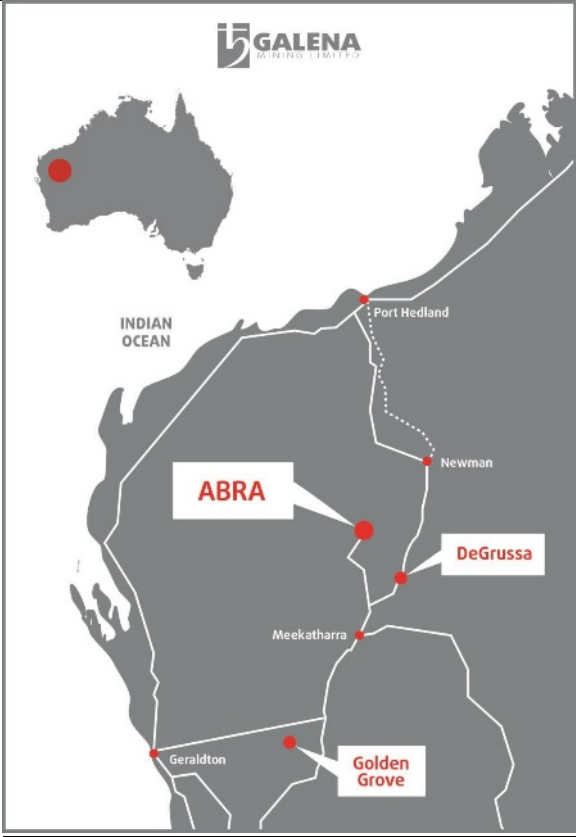 GALENA
MINING LIMITED
INDIAN
OCEAN
Port Hedland
Newman
ABRA
DeGrussa
Meekatharra
Geraldton
Golden
Grove